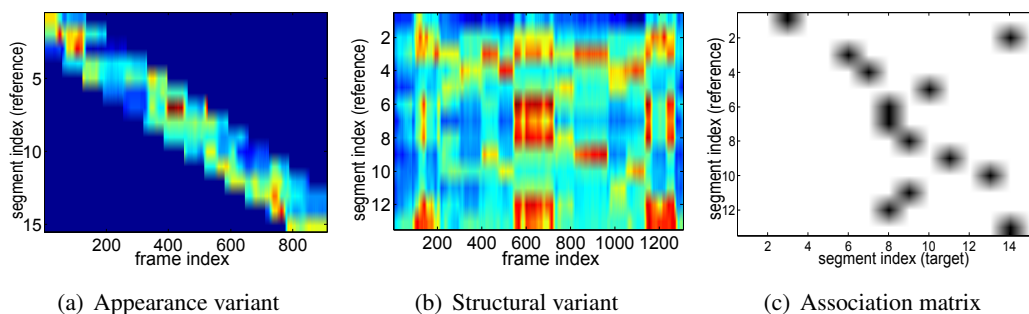 segment index (reference)
5
10
15
200 400 600 800
frame index
(a) Appearance variant
segment index (reference)
2
4
6
8
10
12
200 400 600 800 1000 1200
frame index
(b) Structural variant
segment index (reference)
2
4
6
8
10
12
2 4 6 8 10 12 14
segment index (target)
(c) Association matrix